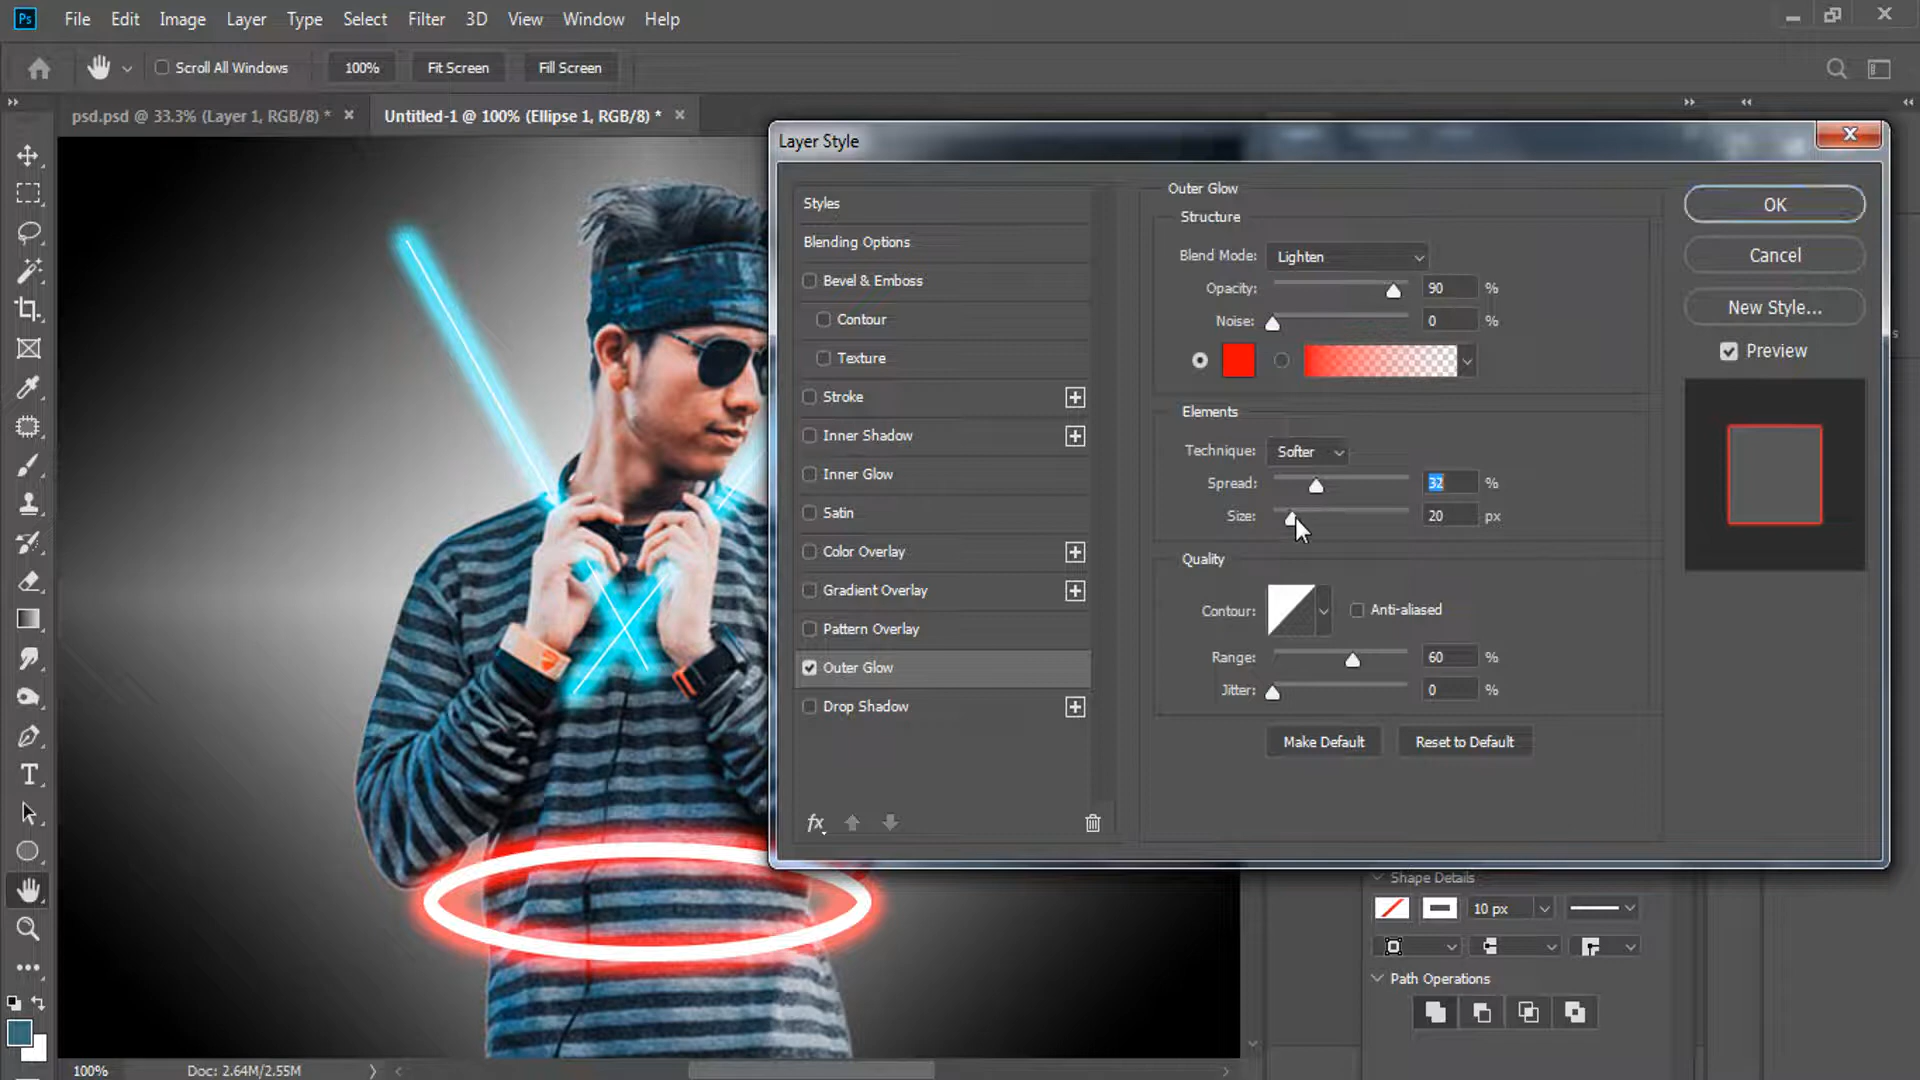 Ps File Edit Image Layer Type Select Filter 3D View Window Help
Scroll All Windows 100% Fit Screen Fill Screen
psd.psd @ 33.3% (Layer 1, RGB/8) * × Untitled-1 @ 100% (Ellipse 1, RGB/8) * ×
Layer Style
Styles
Blending Options
Bevel & Emboss
Contour
Texture
Stroke
Inner Shadow
Inner Glow
Satin
Color Overlay
Gradient Overlay
Pattern Overlay
Outer Glow
Drop Shadow
fx
Outer Glow
Structure
Blend Mode: Lighten
Opacity: 90 %
Noise: 0 %
Elements
Technique: Softer
Spread: 32 %
Size: 20 px
Quality
Contour: Anti-aliased
Range: 60 %
Jitter: 0 %
Make Default Reset to Default
OK
Cancel
New Style...
Preview
Shape Details
10 px
Path Operations
100% Doc: 2.64M/2.55M